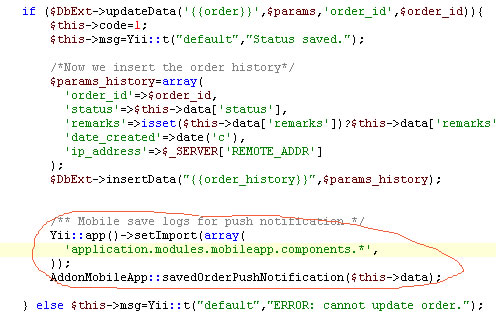 if ($DbExt->updateData('{{order}}',$params,'order_id',$order_id)){
$this->code=1;
$this->msg=Yii::t("default","Status saved.");
/*Now we insert the order history*/
$params_history=array(
'order_id'=>$order_id,
'status'=>$this->data['status'],
'remarks'=>isset($this->data['remarks'])?$this->data['remarks'
'date_created'=>date('c'),
'ip_address'=>$_SERVER['REMOTE_ADDR']
);
$DbExt->insertData("{{order_history}}",$params_history);
/** Mobile save logs for push notification */
Yii::app()->setImport(array(
'application.modules.mobileapp.components.*',
));
AddonMobileApp::savedOrderPushNotification($this->data);
} else $this->msg=Yii::t("default","ERROR: cannot update order.");